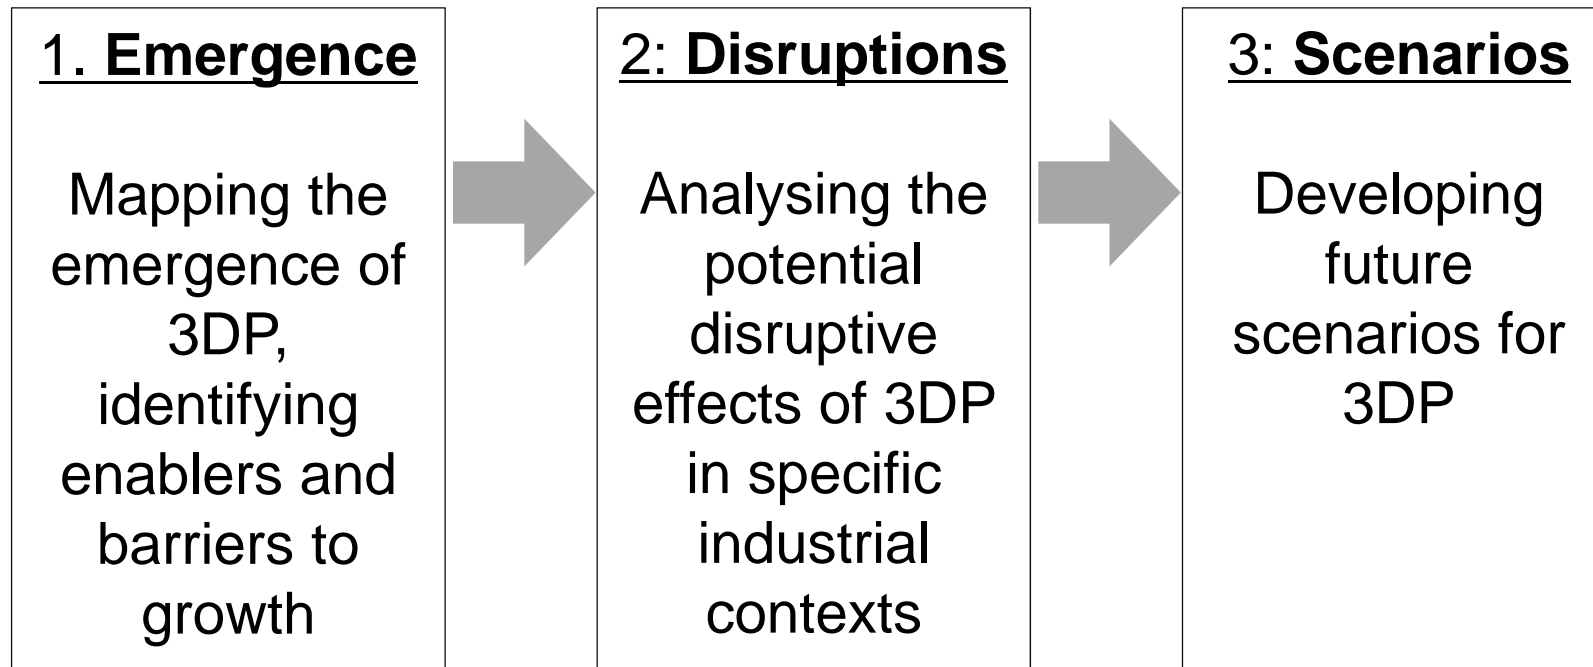 1. Emergence
Mapping the
emergence of
3DP,
identifying
enablers and
barriers to
growth
2: Disruptions
Analysing the
potential
disruptive
effects of 3DP
in specific
industrial
contexts
3: Scenarios
Developing
future
scenarios for
3DP